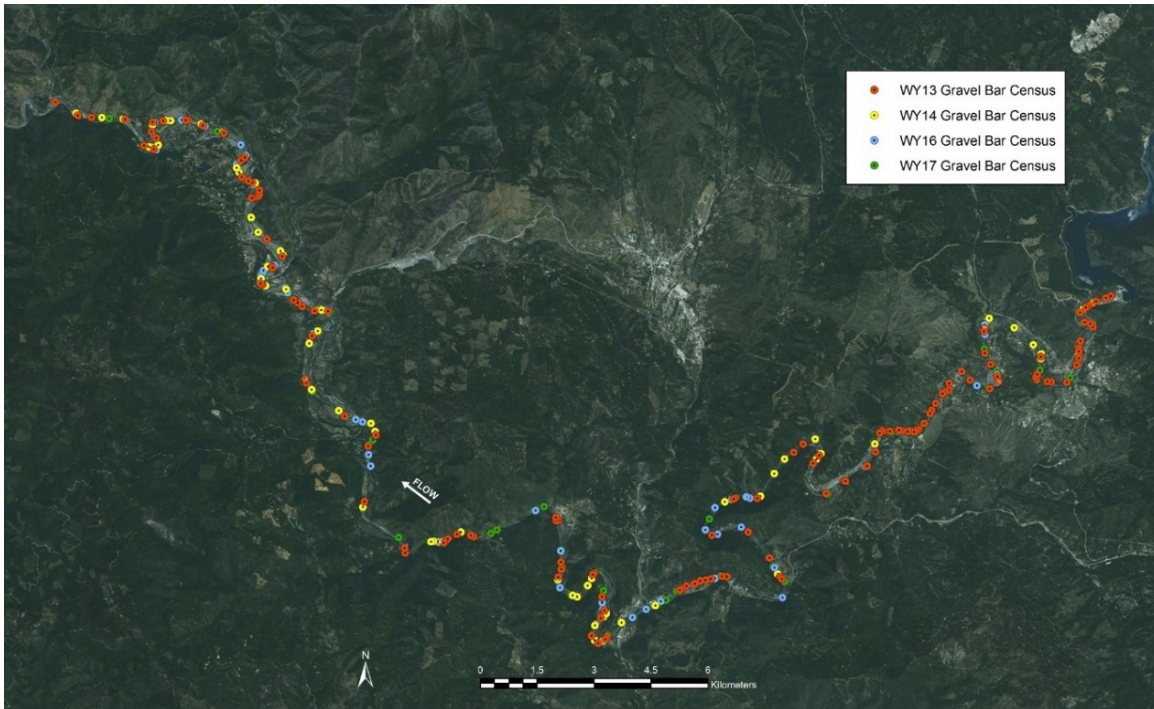 WY13 Gravel Bar Census
WY14 Gravel Bar Census
WY16 Gravel Bar Census
WY17 Gravel Bar Census
FLOW
N
0 1.5 3 4.5 6
Kilometers